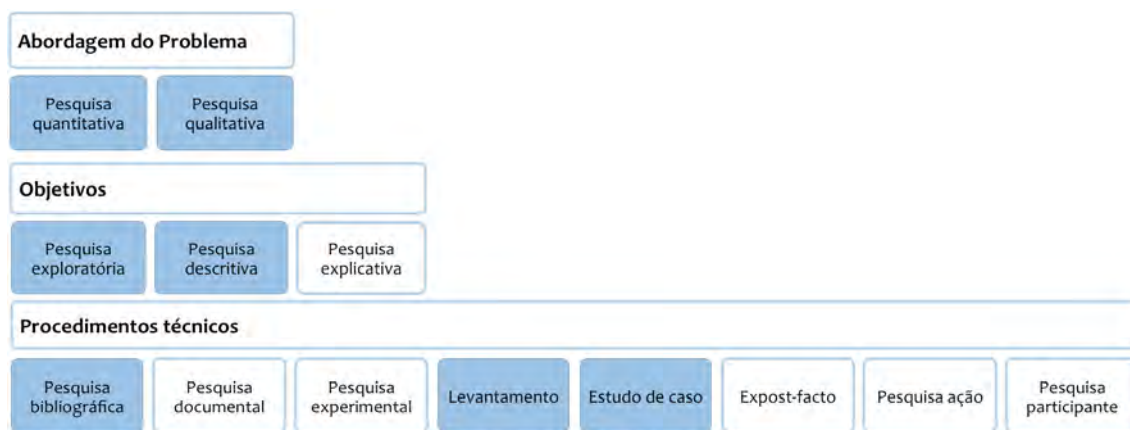 Abordagem do Problema
Pesquisa
quantitativa
Pesquisa
qualitativa
Objetivos
Pesquisa
exploratória
Pesquisa
descritiva
Pesquisa
explicativa
Procedimentos técnicos
Pesquisa
bibliográfica
Pesquisa
documental
Pesquisa
experimental
Levantamento
Estudo de caso
Expost-facto
Pesquisa ação
Pesquisa
participante